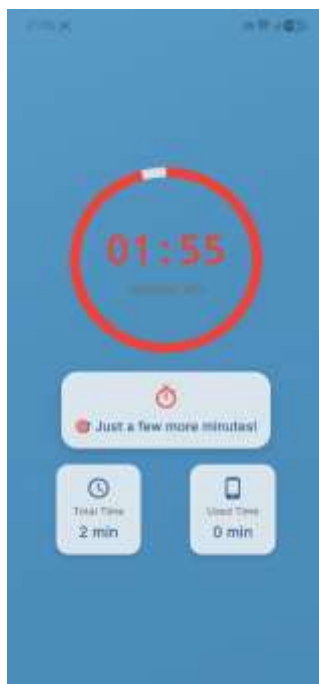 01:55
🎯 Just a few more minutes!
Total Time
2 min
Used Time
0 min